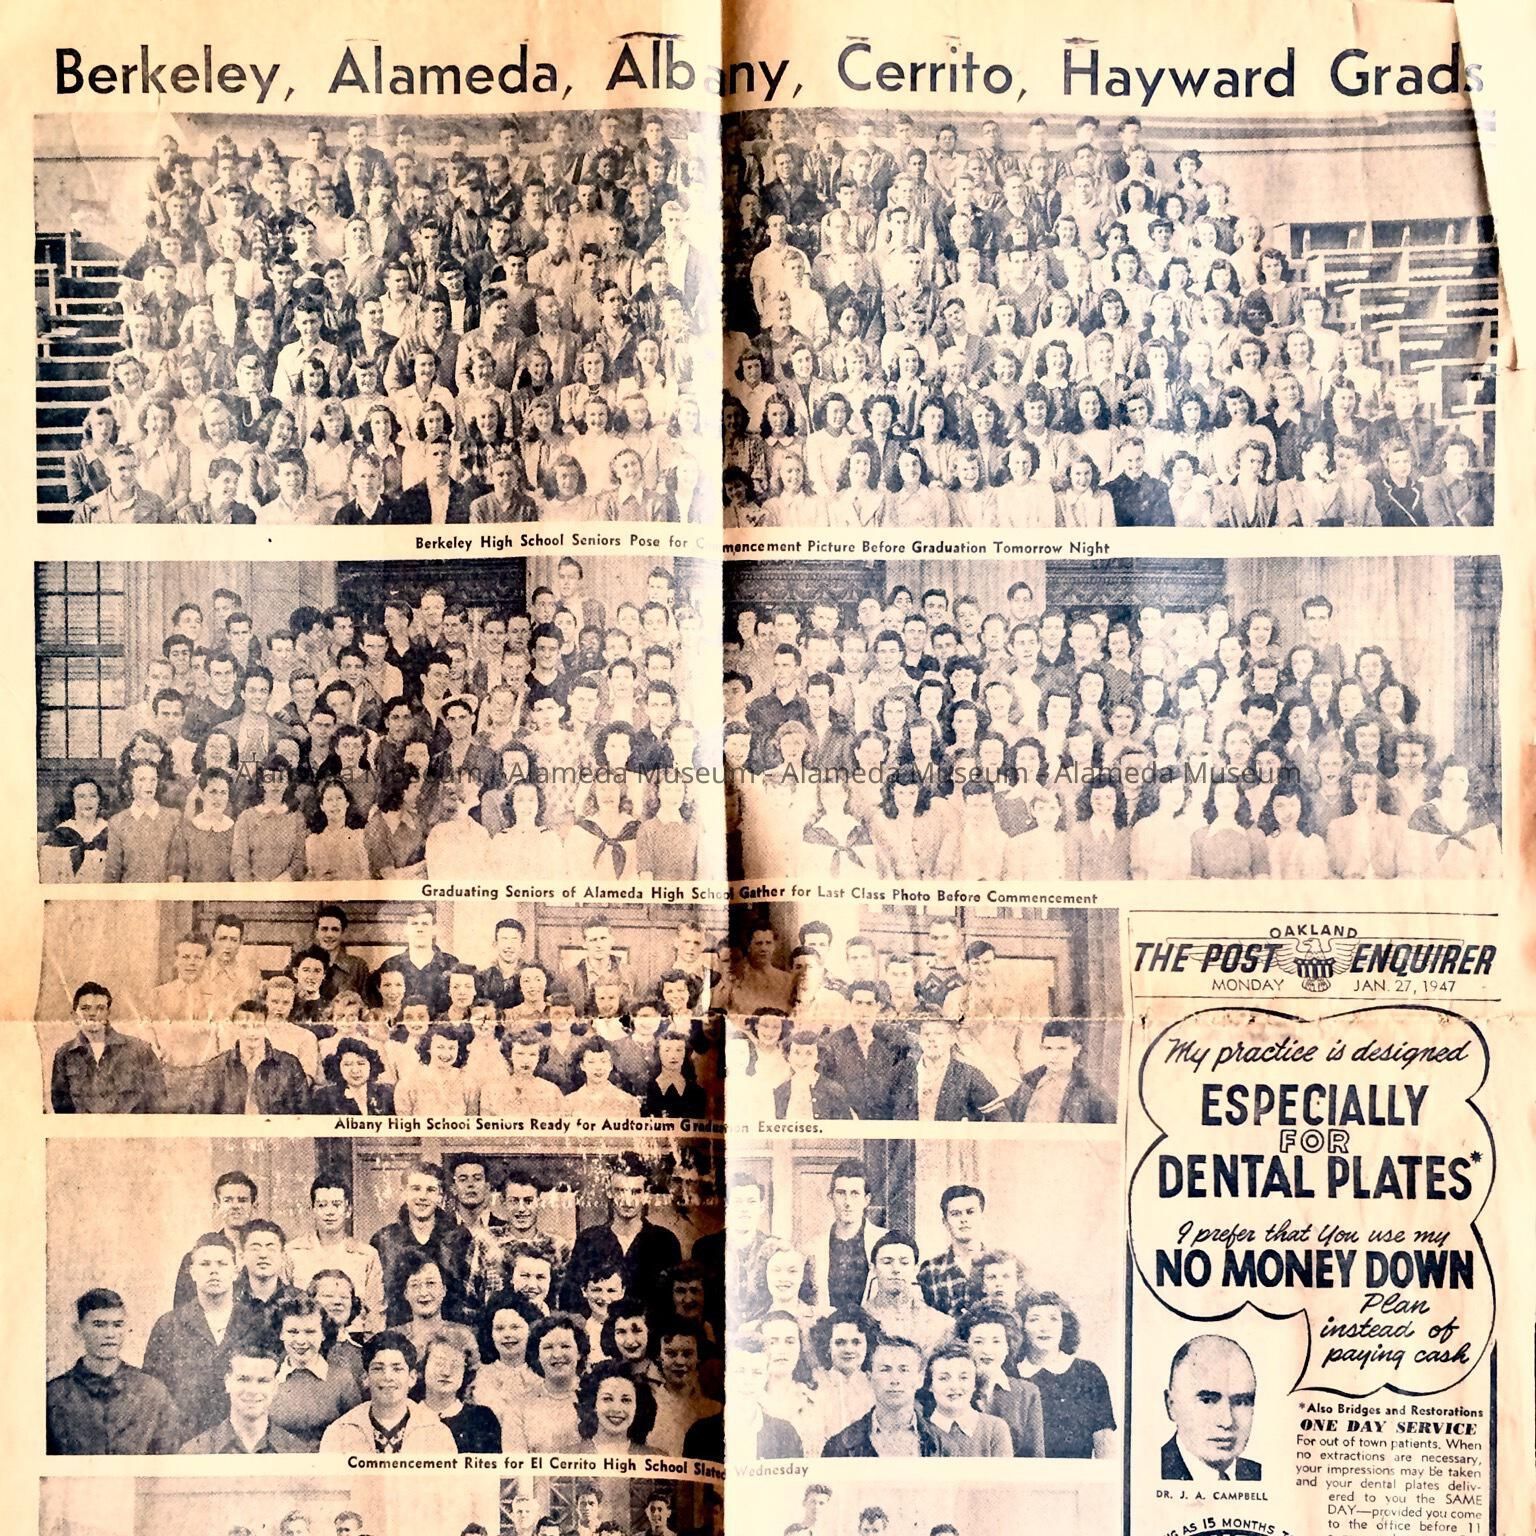 Berkeley, Alameda, Albany, Cerrito, Hayward Grads
Berkeley High School Seniors Pose for C mencement Picture Before Graduation Tomorrow Night
Alameda Museum - Alameda Museum - Alameda Museum - Alameda Museum
Graduating Seniors of Alameda High School Gather for Last Class Photo Before Commencement
Albany High School Seniors Ready for Audtorium Graduation Exercises.
Commencement Rites for El Cerrito High School Slated Wednesday
OAKLAND
THE POST ENQUIRER
MONDAY JAN. 27, 1947
My practice is designed
ESPECIALLY
FOR
DENTAL PLATES*
I prefer that You use my
NO MONEY DOWN
Plan
instead of
paying cash
*Also Bridges and Restorations
ONE DAY SERVICE
For out of town patients. When
no extractions are necessary,
your impressions may be taken
and your dental plates deliv-
ered to you the SAME
DAY—provided you come
to the office before 11
DR. J. A. CAMPBELL
AS 15 MONTHS